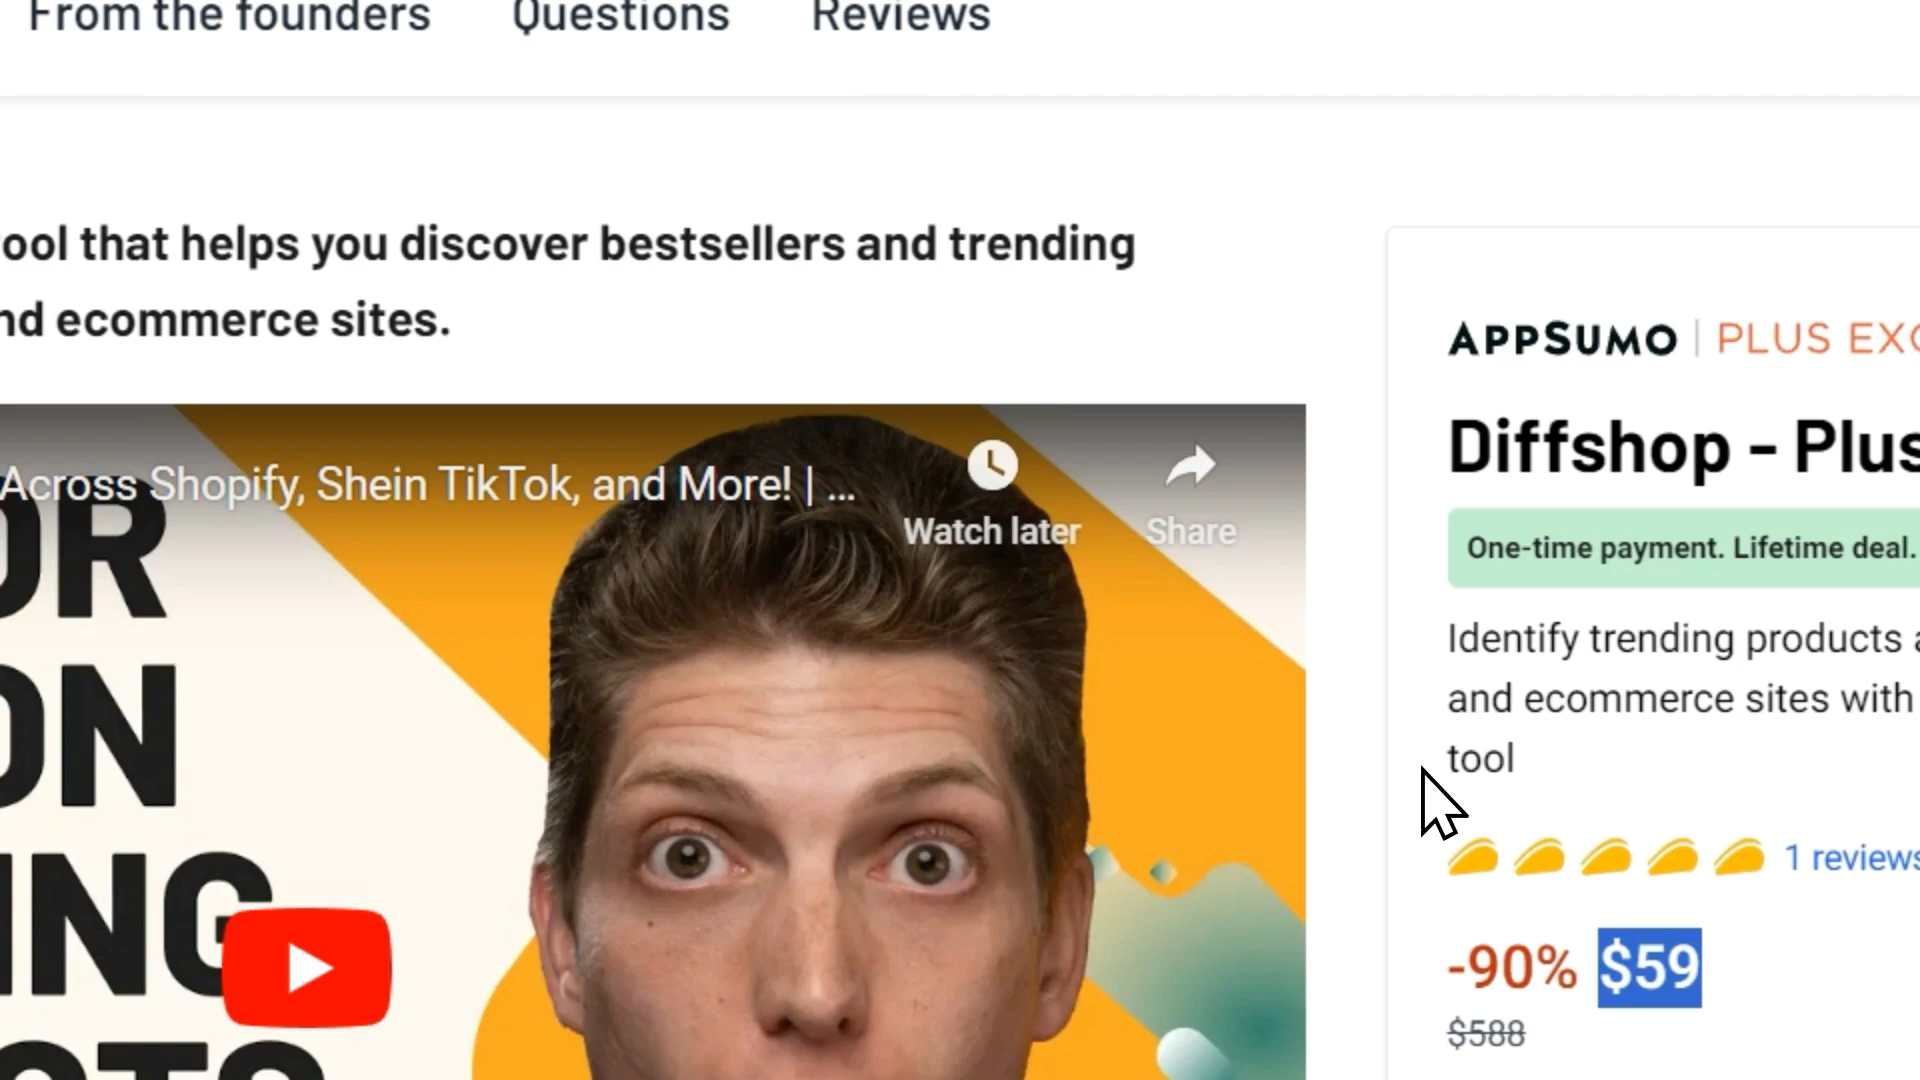 From the founders
Questions
Reviews
ool that helps you discover bestsellers and trending
nd ecommerce sites.
Across Shopify, Shein TikTok, and More! | ...
Watch later
Share
OR
ON
ING
CTS
APPSUMO | PLUS EXC
Diffshop - Plus
One-time payment. Lifetime deal.
Identify trending products a
and ecommerce sites with
tool
1 reviews
-90% $59
$588